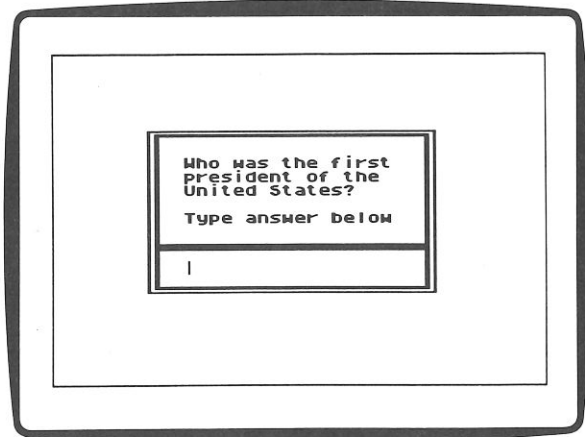 Who was the first
president of the
United States?
Type answer below